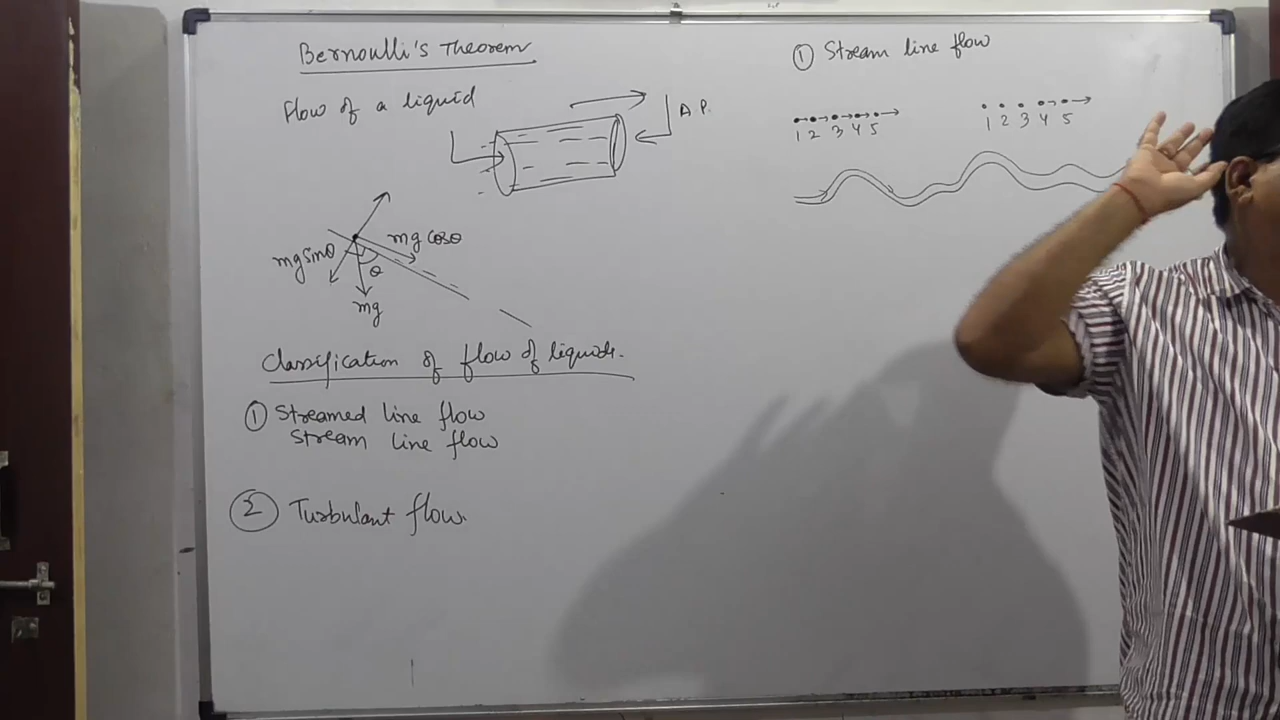 Bernoulli's Theorem
Flow of a liquid
A.P.
mg sinθ
mg cosθ
θ
mg
Classification of flow of liquids.
① Streamed line flow
Stream line flow
② Turbulant flow.
① Stream line flow
1 2 3 4 5
1 2 3 4 5